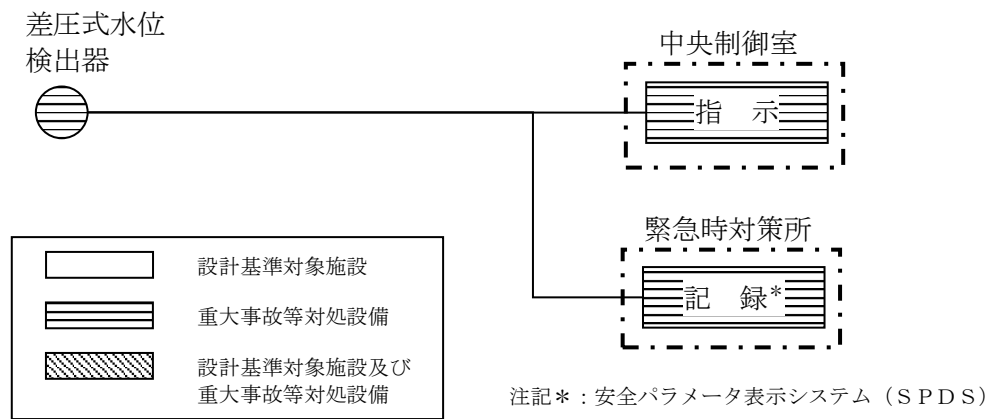 差圧式水位
検出器
中央制御室
指　示
緊急時対策所
記　録*
設計基準対象施設
重大事故等対処設備
設計基準対象施設及び
重大事故等対処設備
注記＊：安全パラメータ表示システム（ＳＰＤＳ）